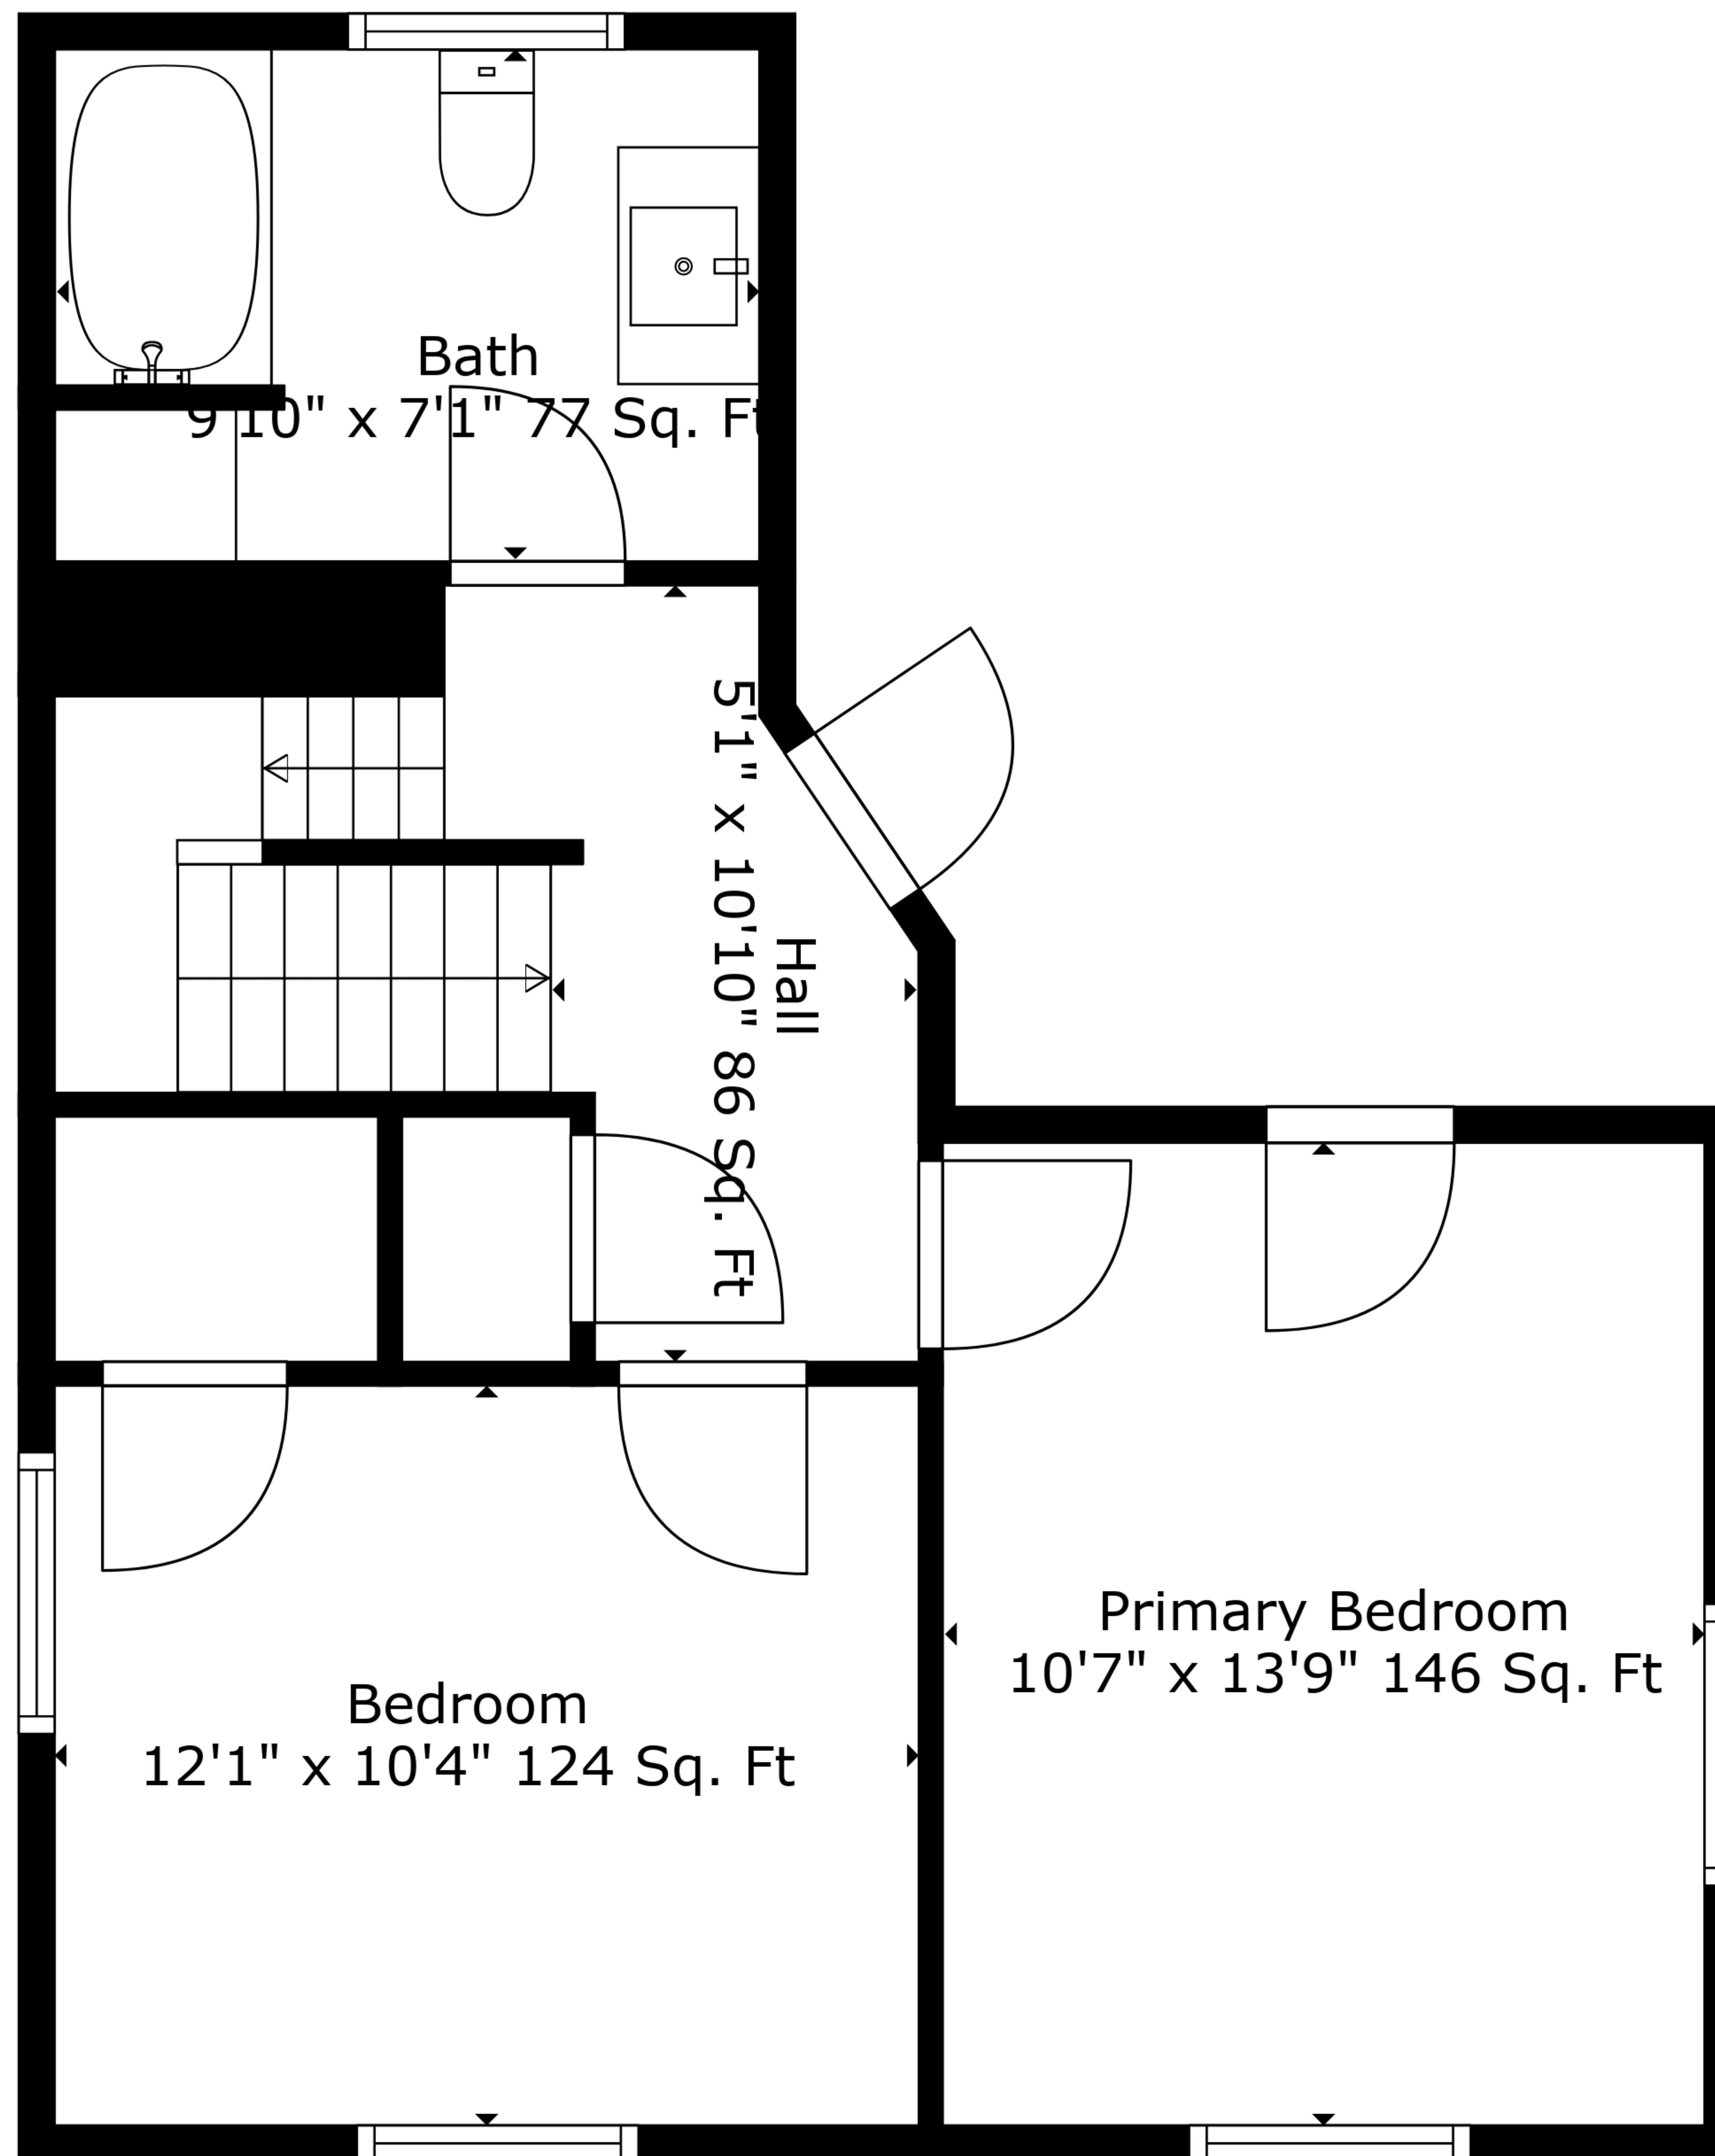 Bath
9'10" x 7'1" 77 Sq. Ft
Hall
5'1" x 10'10" 86 Sq. Ft
Primary Bedroom
10'7" x 13'9" 146 Sq. Ft
Bedroom
12'1" x 10'4" 124 Sq. Ft